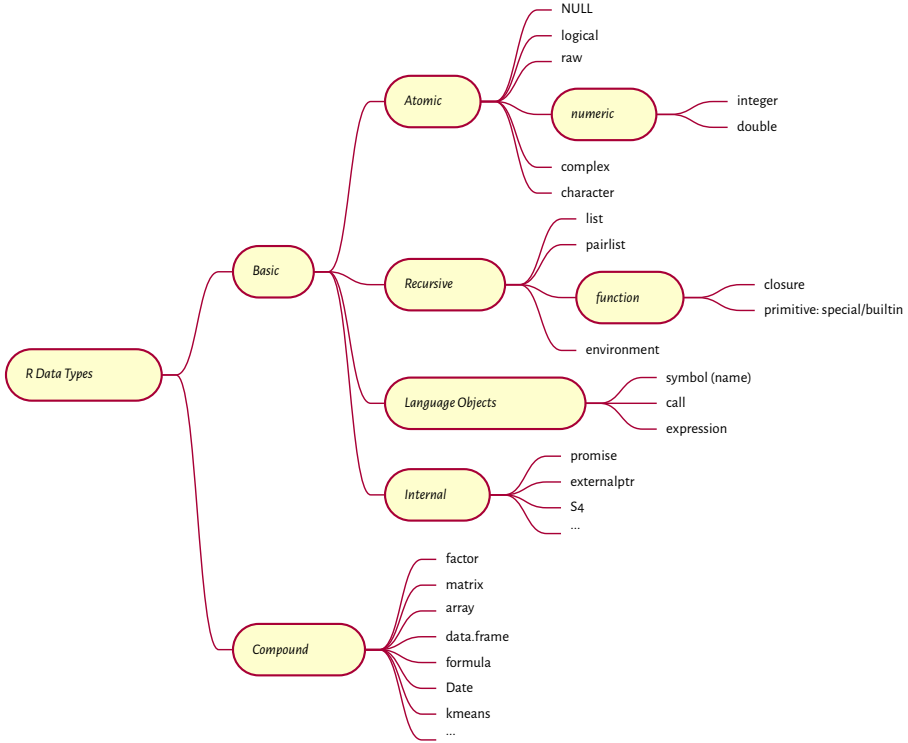 R Data Types
Basic
Atomic
NULL
logical
raw
numeric
integer
double
complex
character
Recursive
list
pairlist
function
closure
primitive: special/builtin
environment
Language Objects
symbol (name)
call
expression
Internal
promise
externalptr
S4
...
Compound
factor
matrix
array
data.frame
formula
Date
kmeans
...